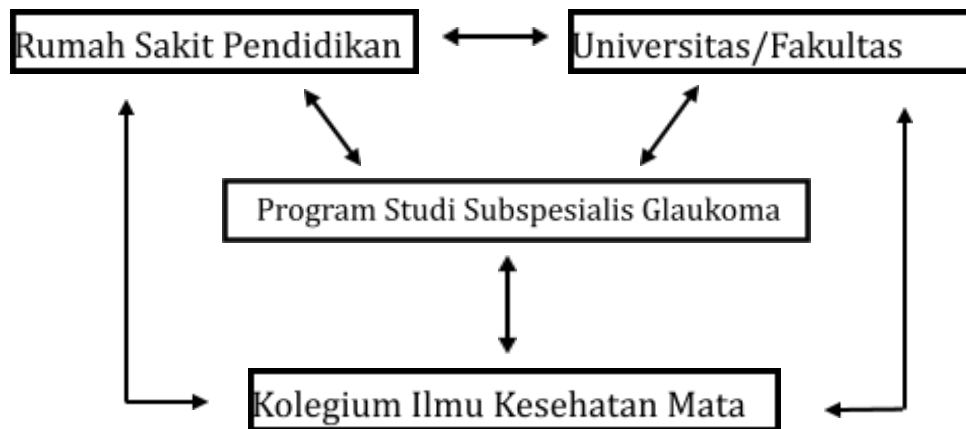 Rumah Sakit Pendidikan
Universitas/Fakultas
Program Studi Subspesialis Glaukoma
Kolegium Ilmu Kesehatan Mata